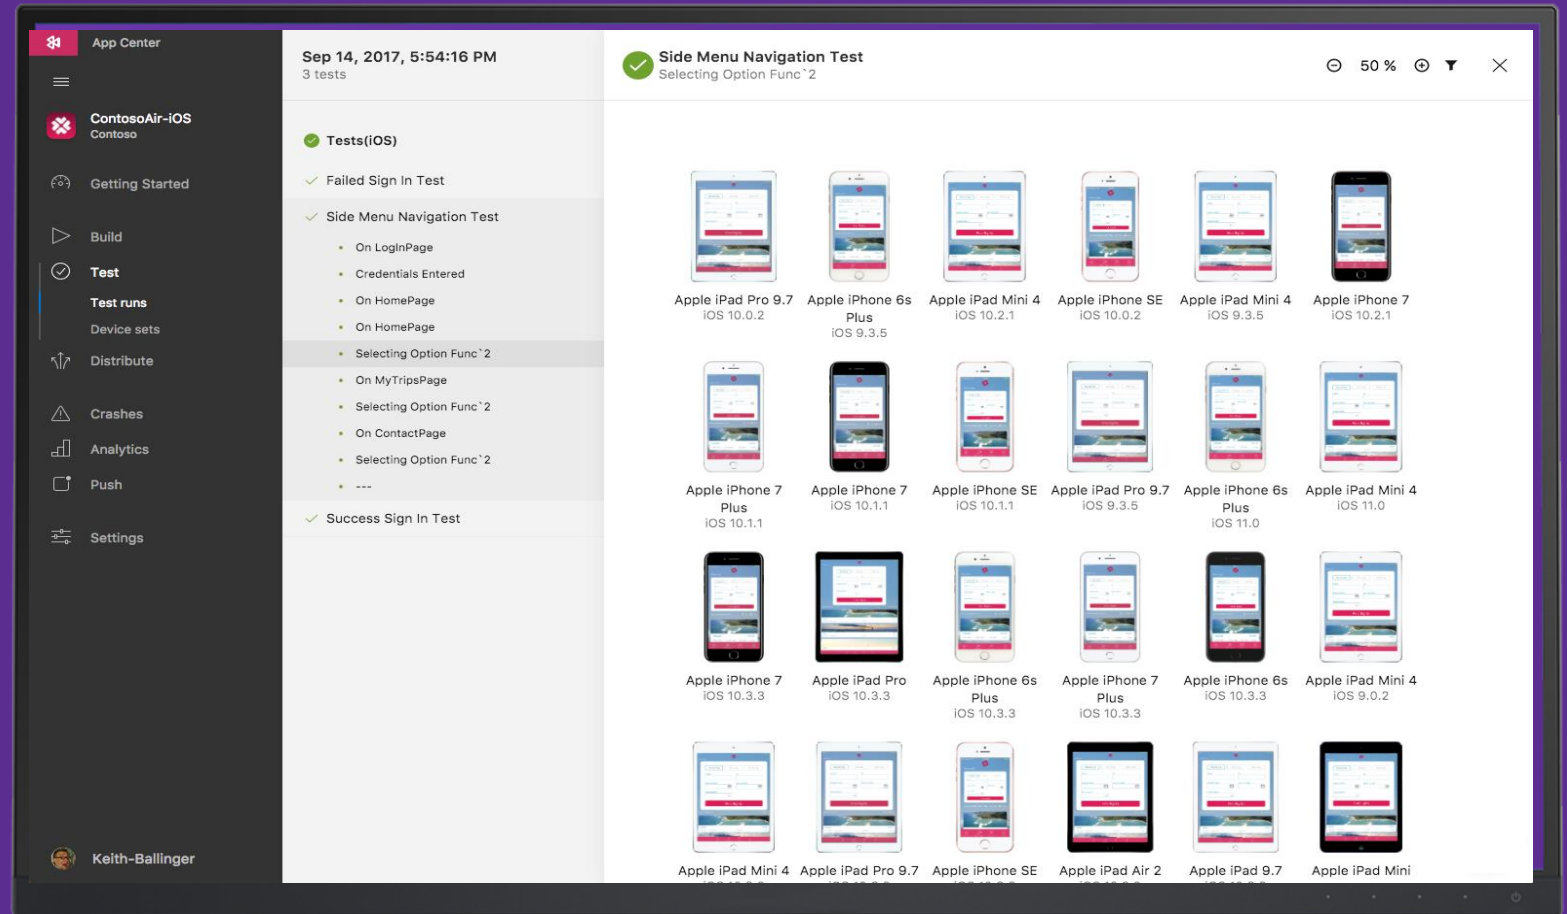 App Center
ContosoAir-iOS
Contoso
Getting Started
Build
Test
Test runs
Device sets
Distribute
Crashes
Analytics
Push
Settings
Keith-Ballinger
Sep 14, 2017, 5:54:16 PM
3 tests
Tests(iOS)
Failed Sign In Test
Side Menu Navigation Test
On LogInPage
Credentials Entered
On HomePage
On HomePage
Selecting Option Func`2
On MyTripsPage
Selecting Option Func`2
On ContactPage
Selecting Option Func`2
---
Success Sign In Test
Side Menu Navigation Test
Selecting Option Func`2
50 %
Apple iPad Pro 9.7
iOS 10.0.2
Apple iPhone 6s
Plus
iOS 9.3.5
Apple iPad Mini 4
iOS 10.2.1
Apple iPhone SE
iOS 10.0.2
Apple iPad Mini 4
iOS 9.3.5
Apple iPhone 7
iOS 10.2.1
Apple iPhone 7
Plus
iOS 10.1.1
Apple iPhone 7
iOS 10.1.1
Apple iPhone SE
iOS 10.1.1
Apple iPad Pro 9.7
iOS 9.3.5
Apple iPhone 6s
Plus
iOS 11.0
Apple iPad Mini 4
iOS 11.0
Apple iPhone 7
iOS 10.3.3
Apple iPad Pro
iOS 10.3.3
Apple iPhone 6s
Plus
iOS 10.3.3
Apple iPhone 7
Plus
iOS 10.3.3
Apple iPhone 6s
iOS 10.3.3
Apple iPad Mini 4
iOS 9.0.2
Apple iPad Mini 4
Apple iPad Pro 9.7
Apple iPhone SE
Apple iPad Air 2
Apple iPad 9.7
Apple iPad Mini